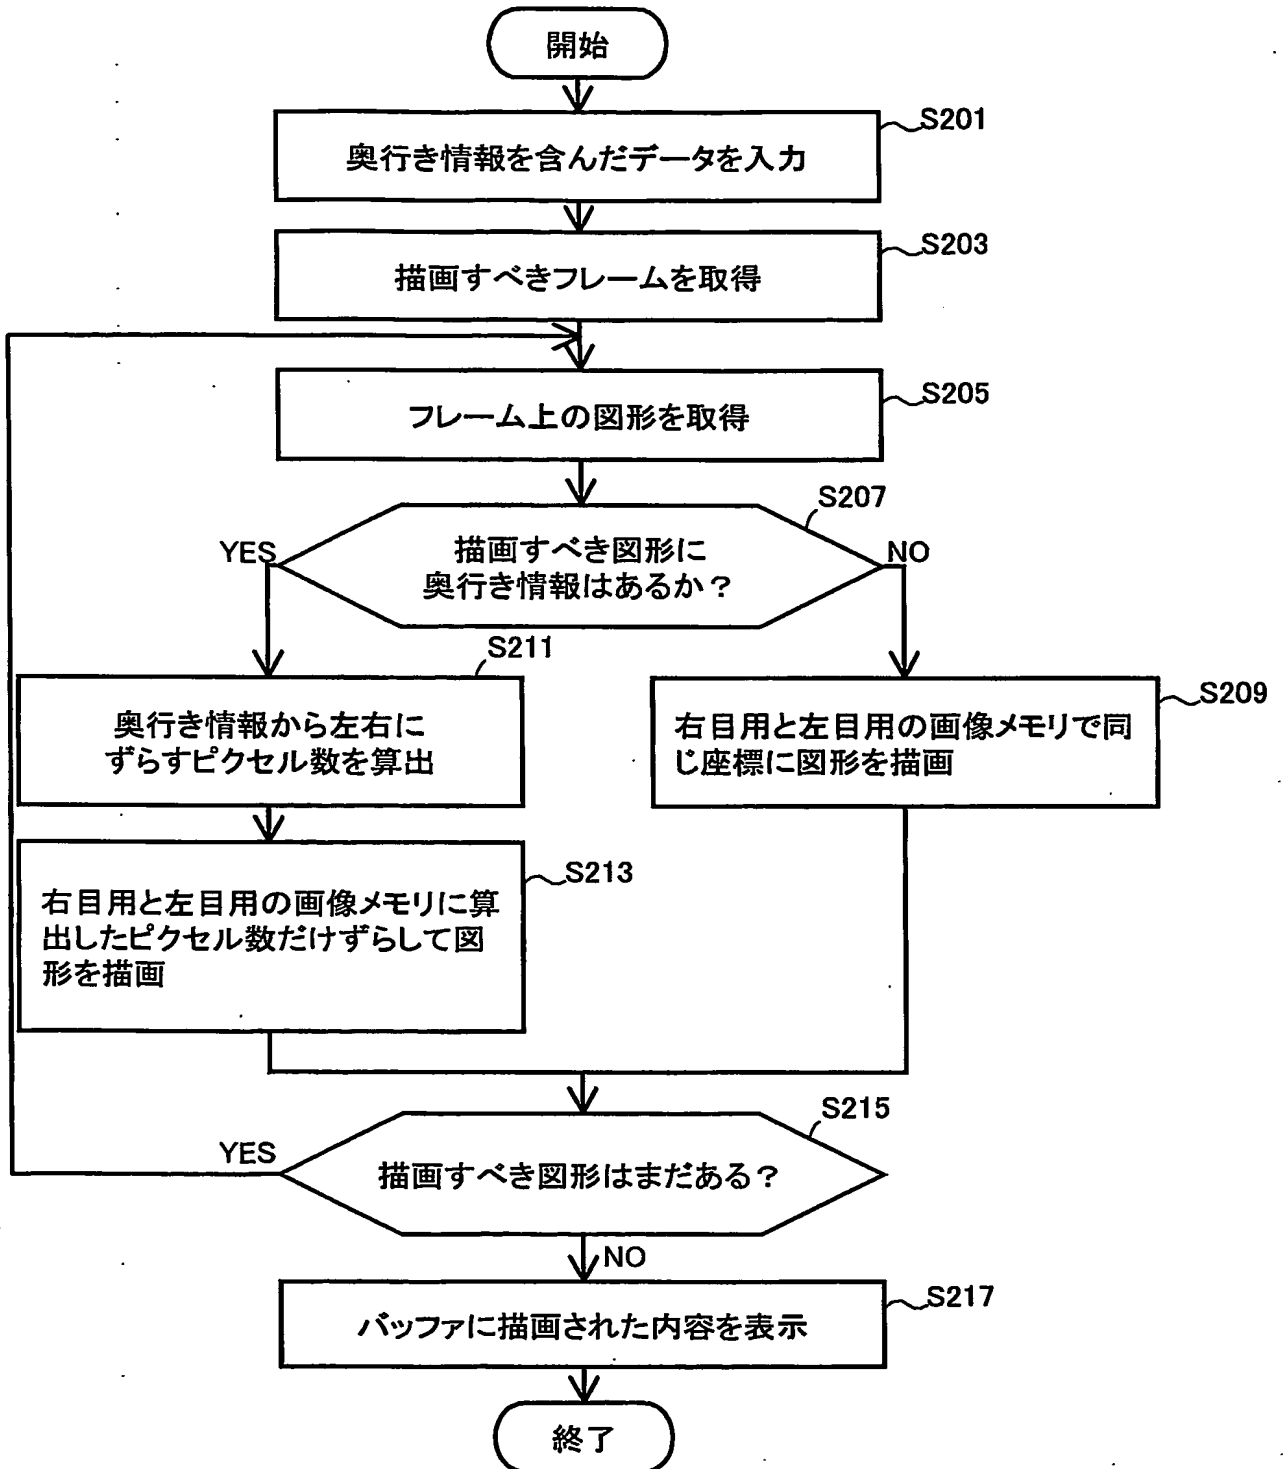 開始
S201
奥行き情報を含んだデータを入力
S203
描画すべきフレームを取得
S205
フレーム上の図形を取得
S207
YES
描画すべき図形に
奥行き情報はあるか?
NO
S211
奥行き情報から左右に
ずらすピクセル数を算出
S209
右目用と左目用の画像メモリで同
じ座標に図形を描画
S213
右目用と左目用の画像メモリに算
出したピクセル数だけずらして図
形を描画
S215
YES
描画すべき図形はまだある?
NO
S217
バッファに描画された内容を表示
終了